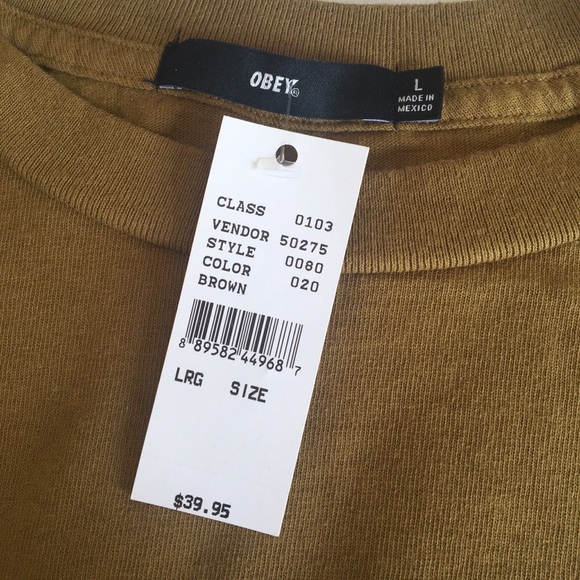 OBEY®
L
MADE IN
MEXICO
CLASS 0103
VENDOR 50275
STYLE 0080
COLOR
BROWN 020
8 89582 44968 7
LRG SIZE
$39.95